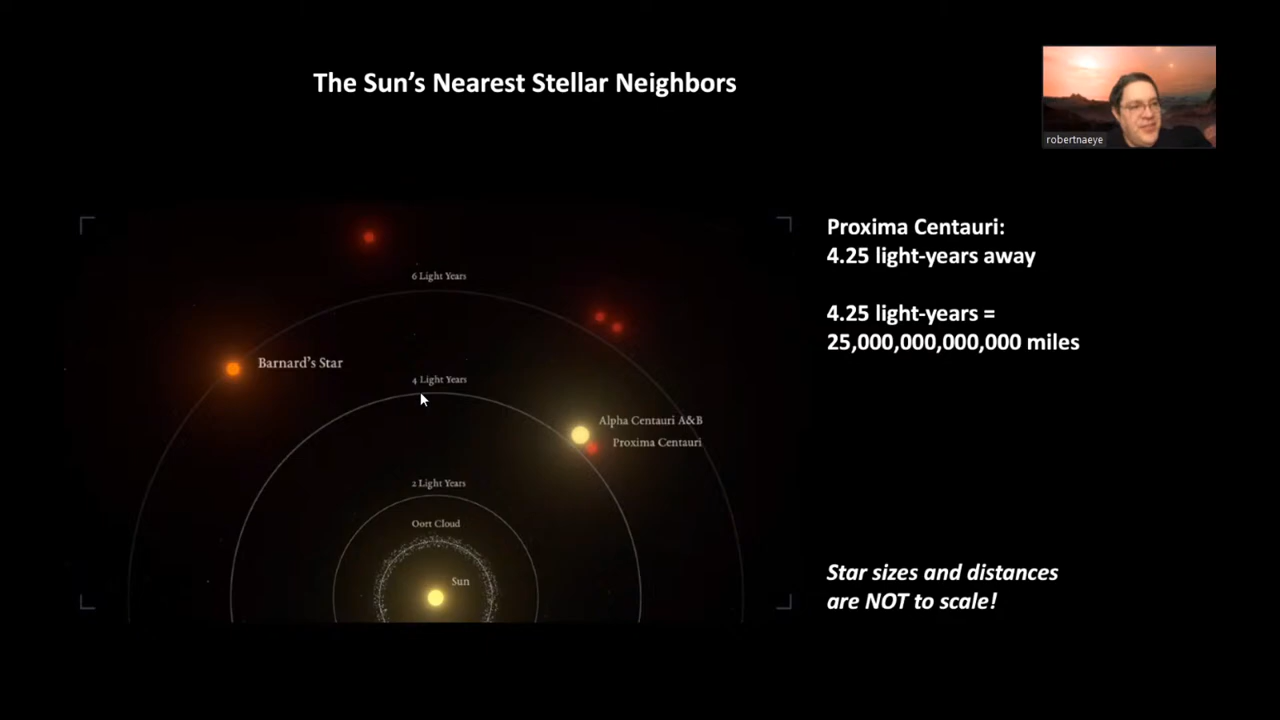 The Sun's Nearest Stellar Neighbors
robertnaeye
Proxima Centauri:
4.25 light-years away
4.25 light-years =
25,000,000,000,000 miles
6 Light Years
Barnard's Star
4 Light Years
Alpha Centauri A&B
Proxima Centauri
2 Light Years
Oort Cloud
Sun
Star sizes and distances
are NOT to scale!